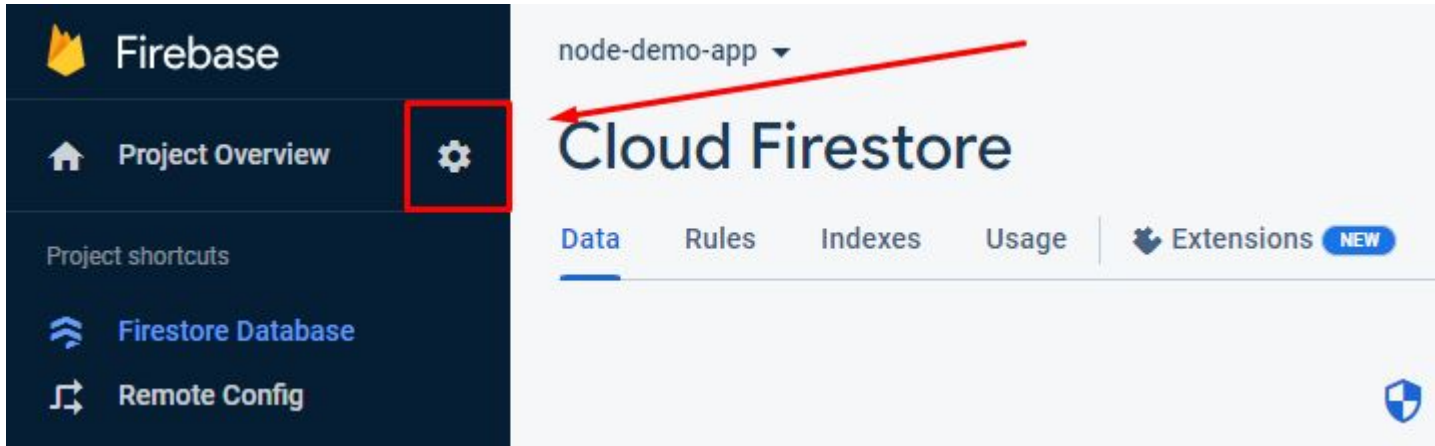 Firebase
Project Overview
Project shortcuts
Firestore Database
Remote Config
node-demo-app
Cloud Firestore
Data Rules Indexes Usage Extensions NEW